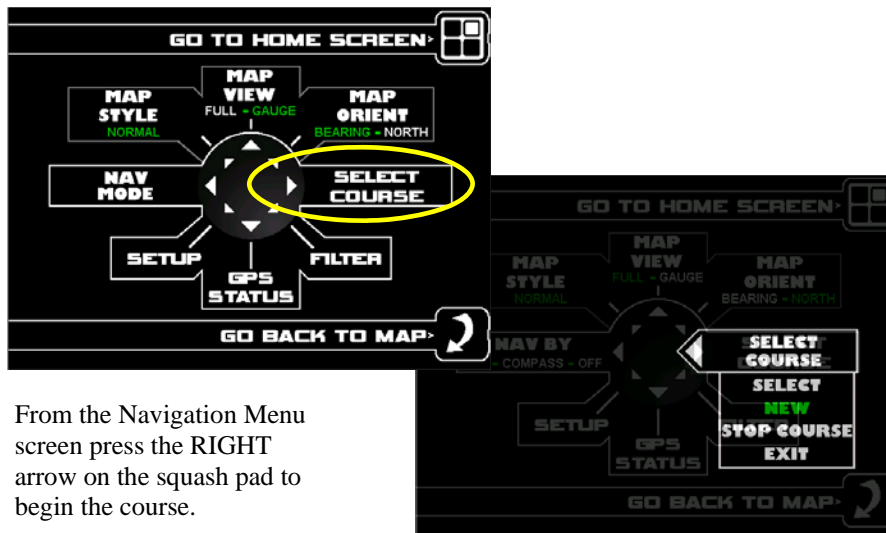 GO TO HOME SCREEN
MAP
VIEW
FULL - GAUGE
MAP
STYLE
NORMAL
MAP
ORIENT
BEARING - NORTH
NAV
MODE
SELECT
COURSE
SETUP
FILTER
GPS
STATUS
GO BACK TO MAP
From the Navigation Menu
screen press the RIGHT
arrow on the squash pad to
begin the course.
GO TO HOME SCREEN
MAP
VIEW
FULL - GAUGE
MAP
STYLE
NORMAL
MAP
ORIENT
BEARING - NORTH
NAV BY
- COMPASS - OFF
SELECT
COURSE
SELECT
NEW
STOP COURSE
EXIT
SETUP
GPS
STATUS
GO BACK TO MAP